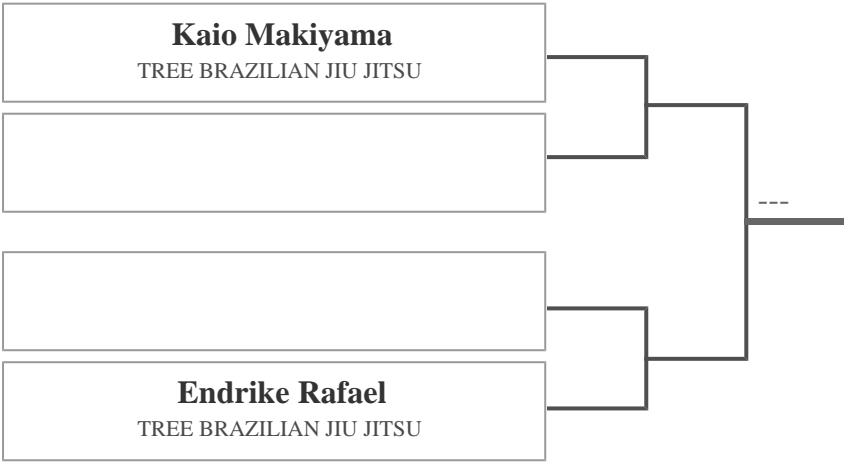 Kaio Makiyama
TREE BRAZILIAN JIU JITSU
---
Endrike Rafael
TREE BRAZILIAN JIU JITSU